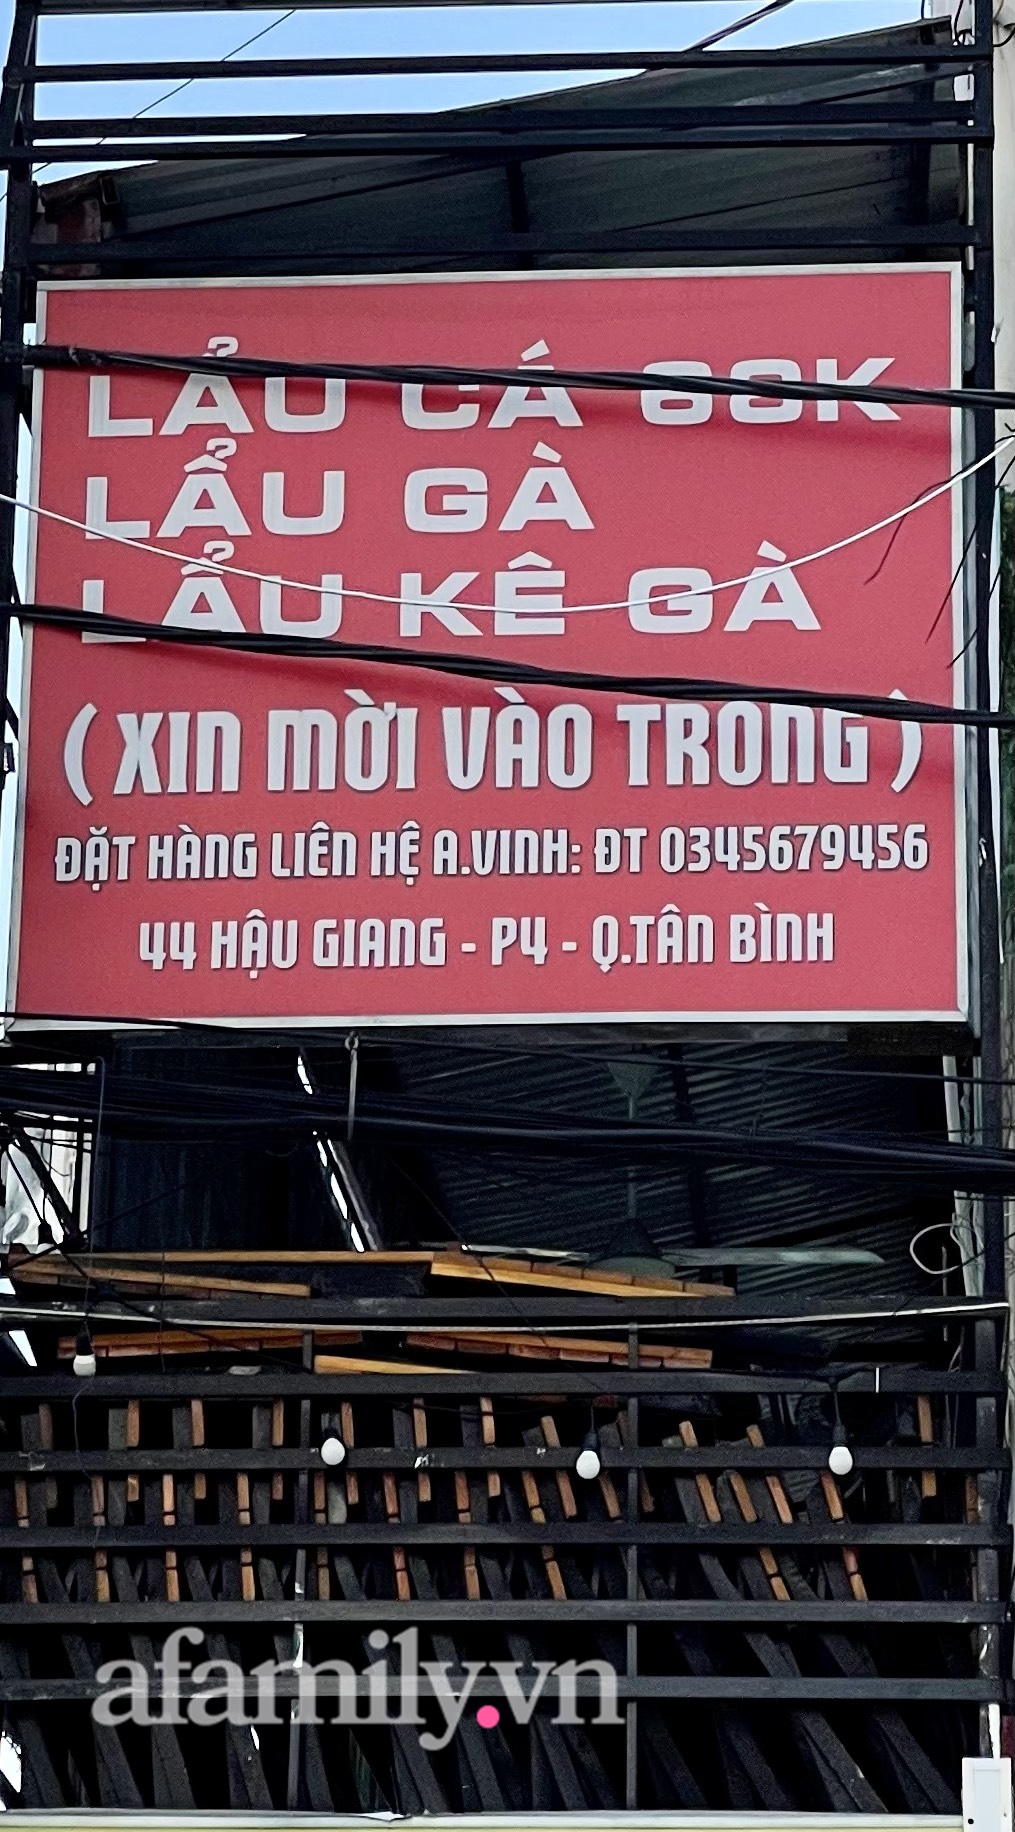 LẨU CÁ
LẨU GÀ
LẨU KÊ GÀ
( XIN MỜI VÀO TRONG )
ĐẶT HÀNG LIÊN HỆ A.VINH: ĐT 0345679456
44 HẬU GIANG - P4 - Q.TÂN BÌNH
afamily.vn